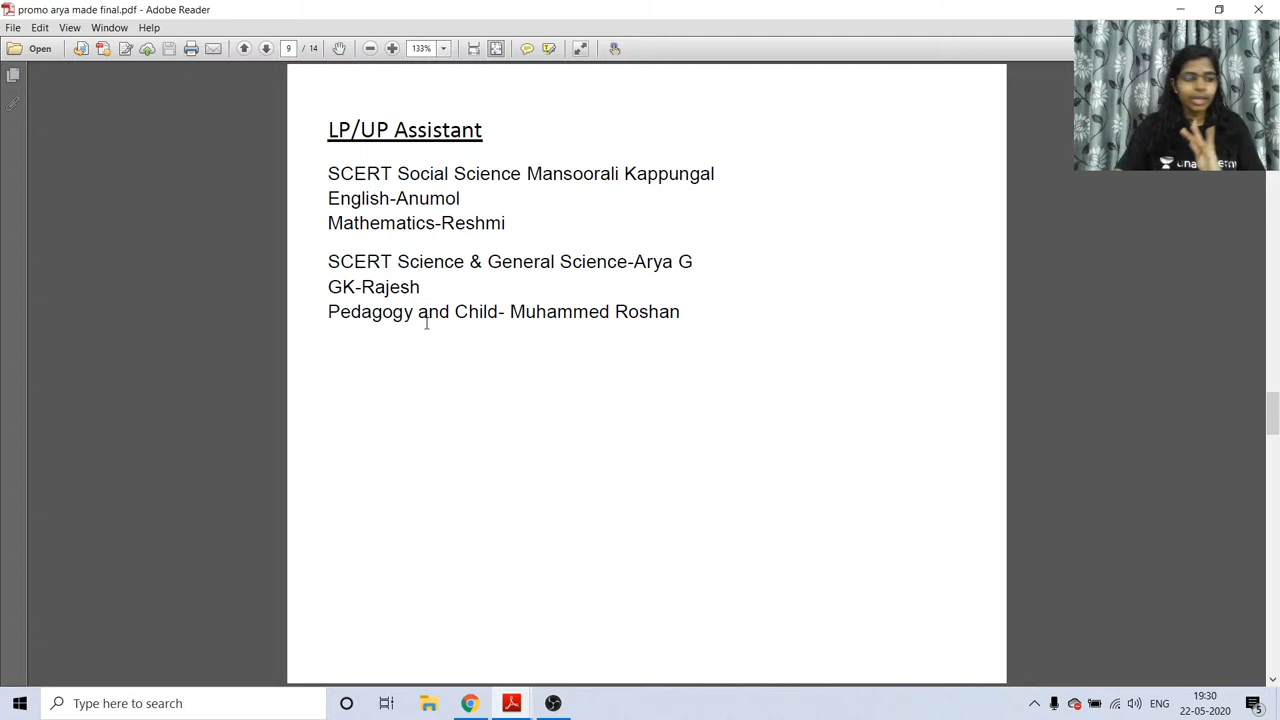 promo arya made final.pdf - Adobe Reader
File Edit View Window Help
Open 9 / 14 133%
LP/UP Assistant
SCERT Social Science Mansoorali Kappungal
English-Anumol
Mathematics-Reshmi
SCERT Science & General Science-Arya G
GK-Rajesh
Pedagogy and Child- Muhammed Roshan
Type here to search
ENG
19:30
22-05-2020
5